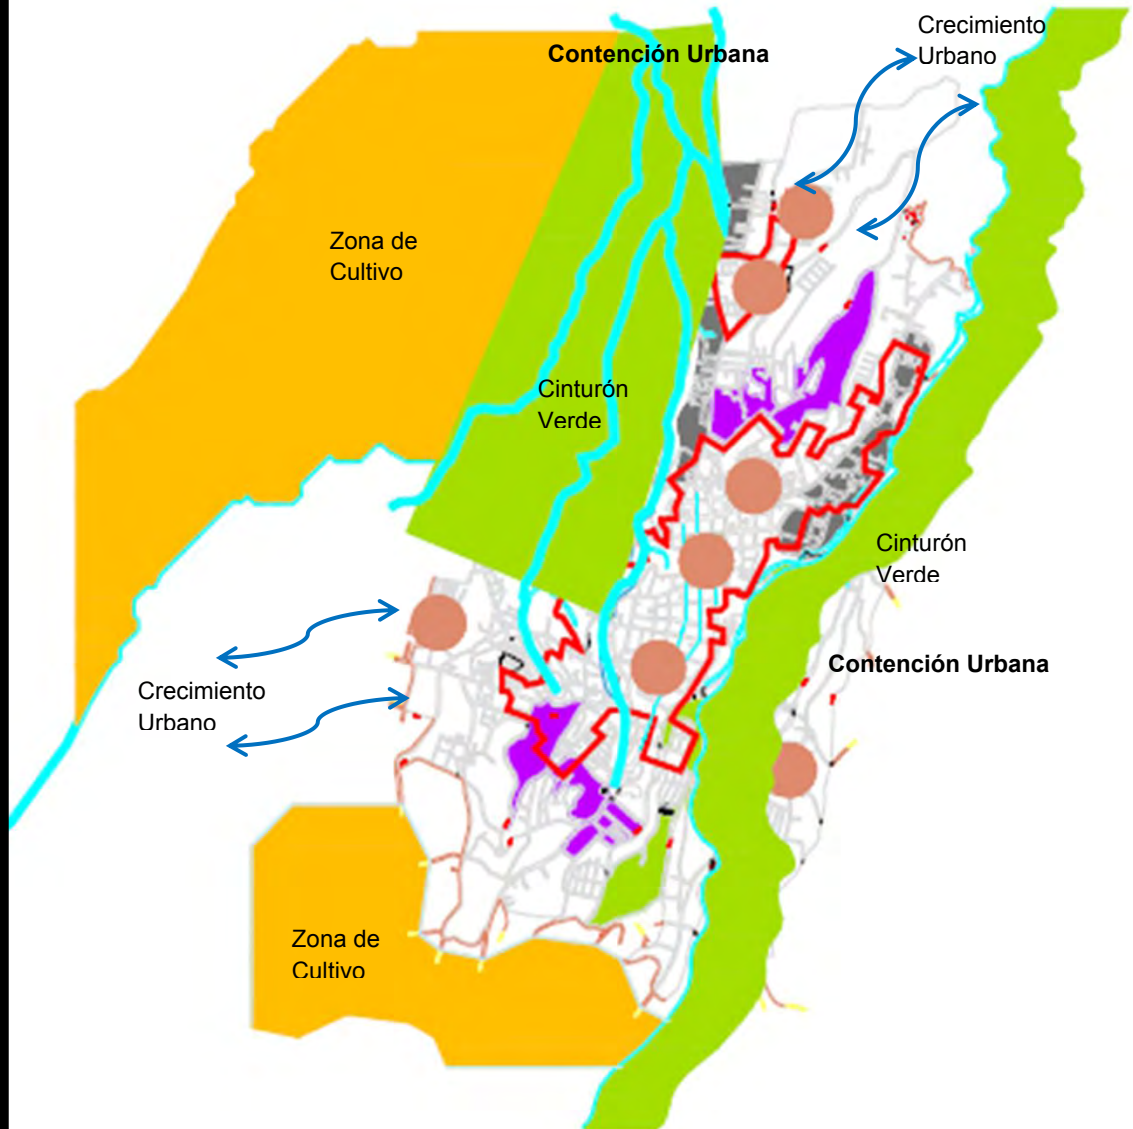 Crecimiento
Urbano
Contención Urbana
Zona de
Cultivo
Cinturón
Verde
Cinturón
Verde
Contención Urbana
Crecimiento
Urbano
Zona de
Cultivo